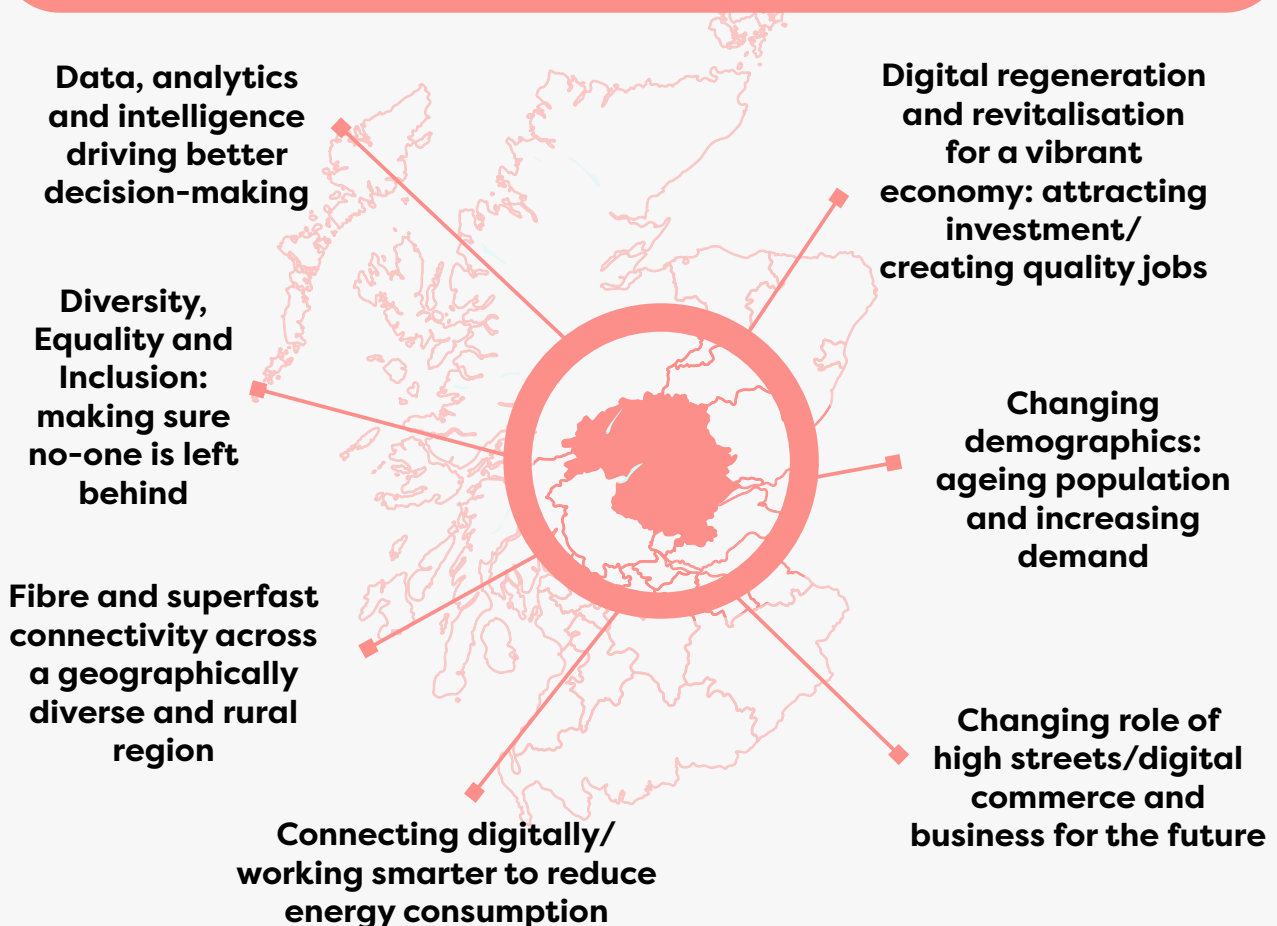 Data, analytics
and intelligence
driving better
decision-making
Digital regeneration
and revitalisation
for a vibrant
economy: attracting
investment/
creating quality jobs
Diversity,
Equality and
Inclusion:
making sure
no-one is left
behind
Changing
demographics:
ageing population
and increasing
demand
Fibre and superfast
connectivity across
a geographically
diverse and rural
region
Changing role of
high streets/digital
commerce and
business for the future
Connecting digitally/
working smarter to reduce
energy consumption